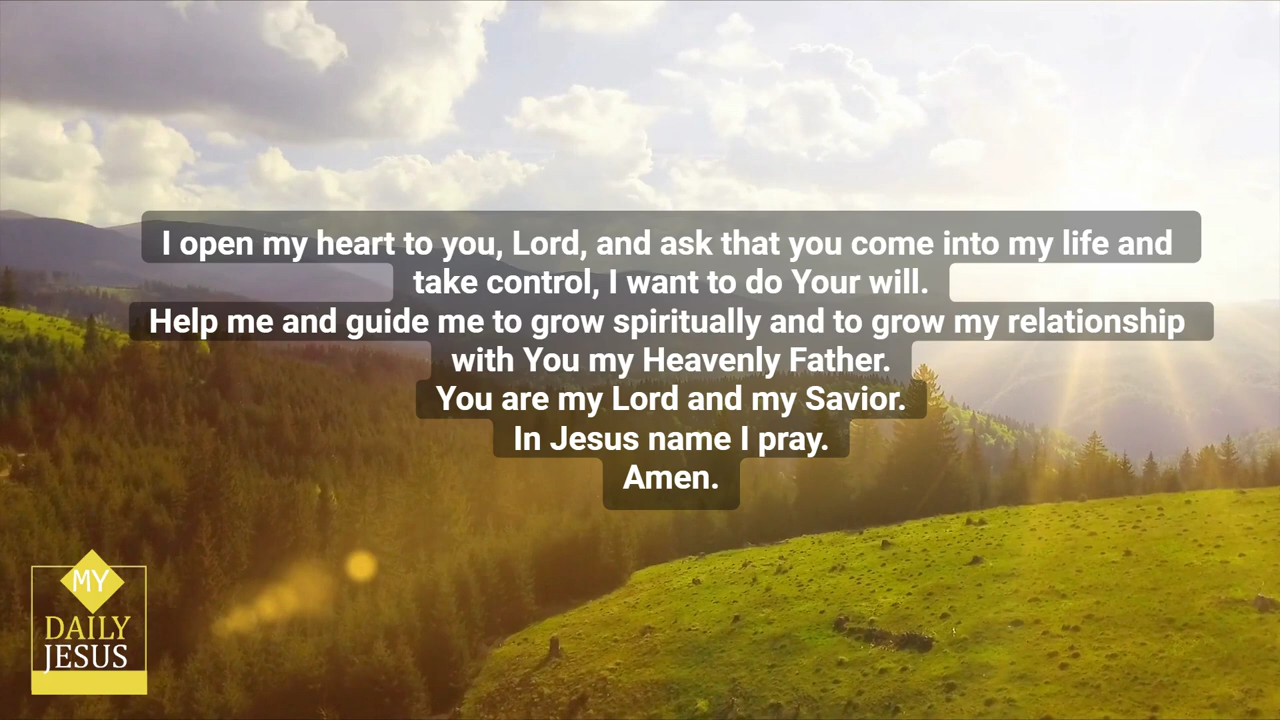 I open my heart to you, Lord, and ask that you come into my life and
take control, I want to do Your will.
Help me and guide me to grow spiritually and to grow my relationship
with You my Heavenly Father.
You are my Lord and my Savior.
In Jesus name I pray.
Amen.
MY
DAILY
JESUS